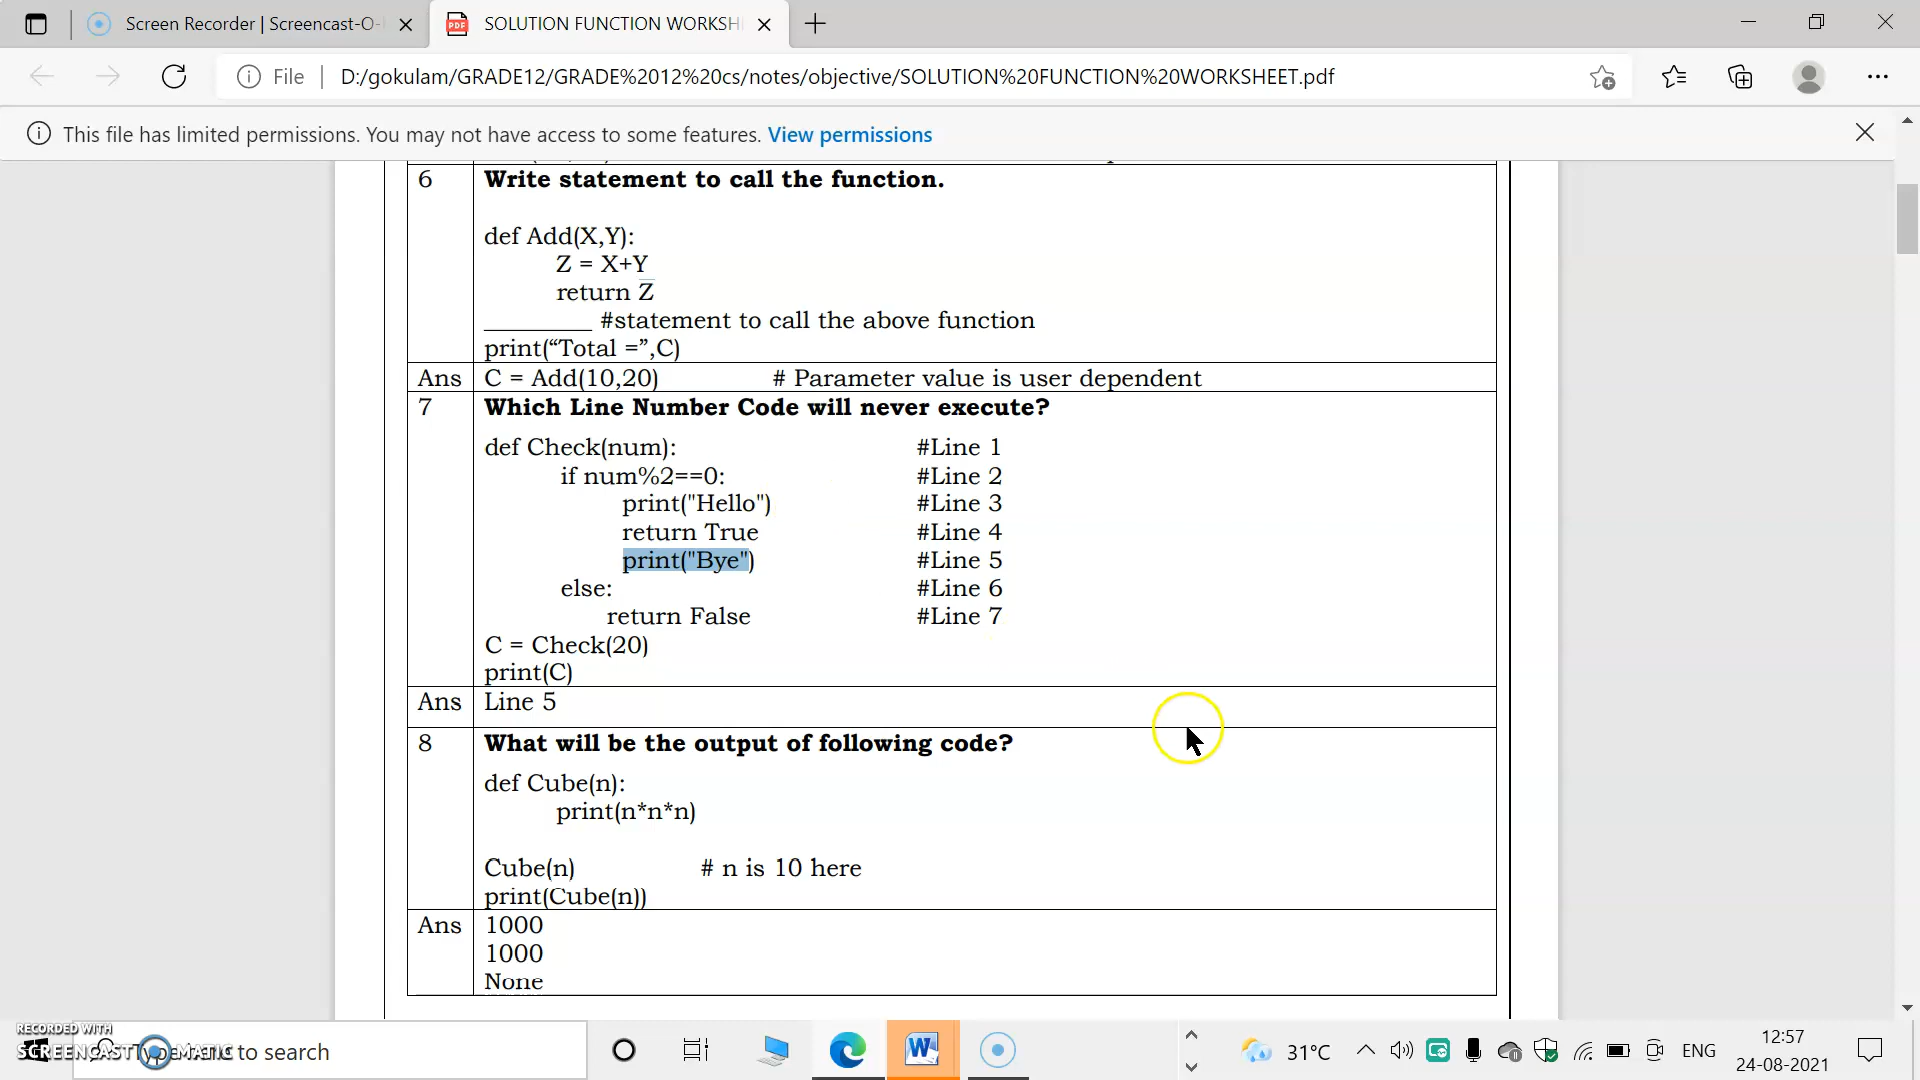 Screen Recorder | Screencast-O-
SOLUTION FUNCTION WORKSH
File
D:/gokulam/GRADE12/GRADE%2012%20cs/notes/objective/SOLUTION%20FUNCTION%20WORKSHEET.pdf
This file has limited permissions. You may not have access to some features. View permissions
6 Write statement to call the function.
def Add(X,Y):
Z = X+Y
return Z
_________ #statement to call the above function
print(“Total =”,C)
Ans C = Add(10,20) # Parameter value is user dependent
7 Which Line Number Code will never execute?
def Check(num): #Line 1
if num%2==0: #Line 2
print("Hello") #Line 3
return True #Line 4
print("Bye") #Line 5
else: #Line 6
return False #Line 7
C = Check(20)
print(C)
Ans Line 5
8 What will be the output of following code?
def Cube(n):
print(n*n*n)
Cube(n) # n is 10 here
print(Cube(n))
Ans 1000
1000
None
RECORDED WITH
SCREENCAST MATIC
to search
31°C
ENG
12:57
24-08-2021